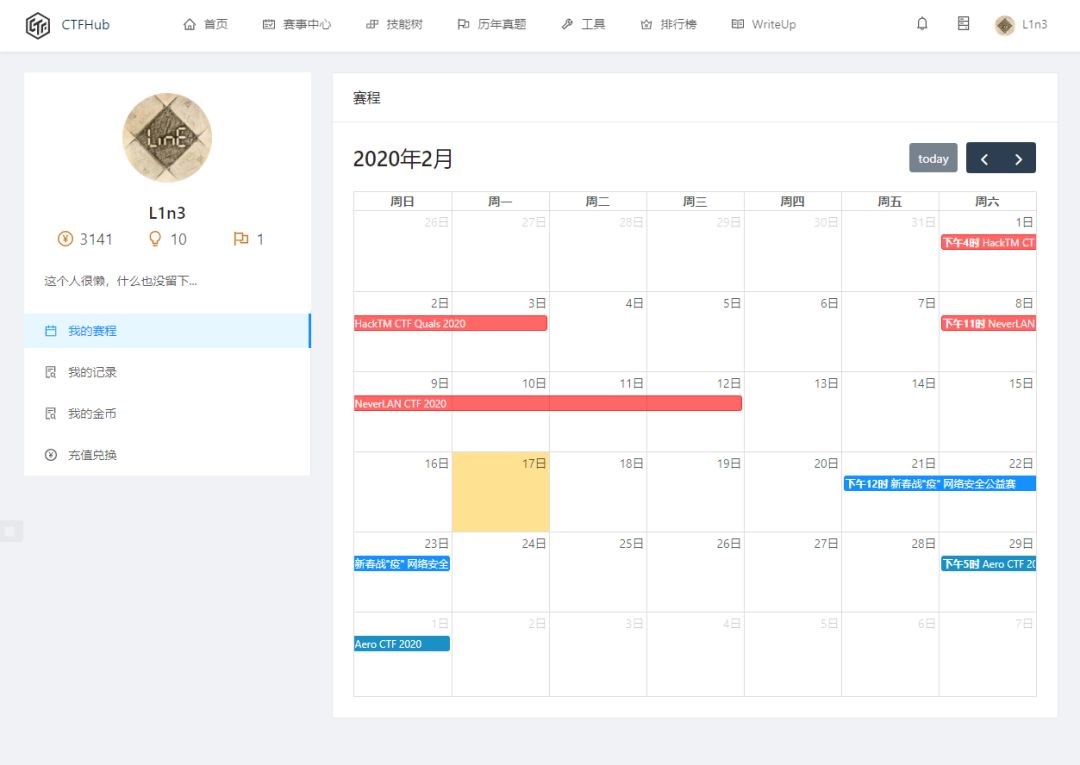 CTFHub 首页 赛事中心 技能树 历年真题 工具 排行榜 WriteUp L1n3
LinE
L1n3
3141 10 1
这个人很懒，什么也没留下...
我的赛程
我的记录
我的金币
充值兑换
赛程
2020年2月 today
周日 周一 周二 周三 周四 周五 周六
26日 27日 28日 29日 30日 31日 1日
下午4时 HackTM CT
2日 3日 4日 5日 6日 7日 8日
HackTM CTF Quals 2020 下午11时 NeverLAN
9日 10日 11日 12日 13日 14日 15日
NeverLAN CTF 2020
16日 17日 18日 19日 20日 21日 22日
下午12时 新春战"疫" 网络安全公益赛
23日 24日 25日 26日 27日 28日 29日
新春战"疫" 网络安全 下午5时 Aero CTF 20
1日 2日 3日 4日 5日 6日 7日
Aero CTF 2020